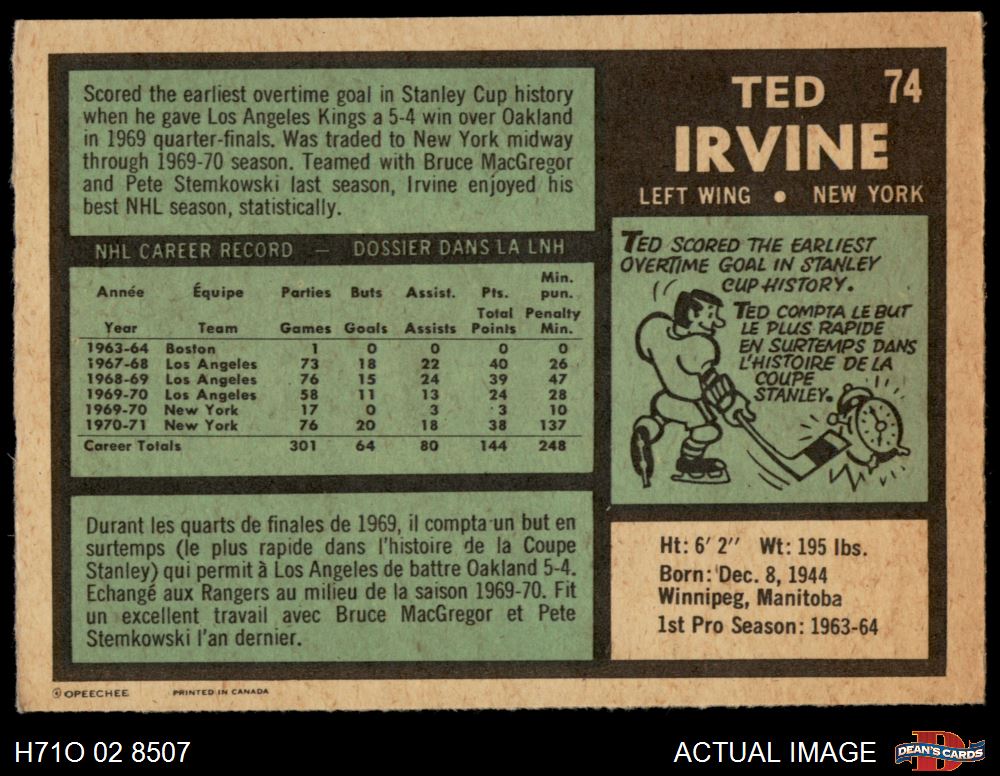 Scored the earliest overtime goal in Stanley Cup history
when he gave Los Angeles Kings a 5-4 win over Oakland
in 1969 quarter-finals. Was traded to New York midway
through 1969-70 season. Teamed with Bruce MacGregor
and Pete Stemkowski last season, Irvine enjoyed his
best NHL season, statistically.
TED 74
IRVINE
LEFT WING • NEW YORK
NHL CAREER RECORD — DOSSIER DANS LA LNH
Année Équipe Parties Buts Assist. Pts. Min. pun.
Year Team Games Goals Assists Total Points Penalty Min.
1963-64 Boston 1 0 0 0 0
1967-68 Los Angeles 73 18 22 40 26
1968-69 Los Angeles 76 15 24 39 47
1969-70 Los Angeles 58 11 13 24 28
1969-70 New York 17 0 3 3 10
1970-71 New York 76 20 18 38 137
Career Totals 301 64 80 144 248
TED SCORED THE EARLIEST
OVERTIME GOAL IN STANLEY
CUP HISTORY.
TED COMPTA LE BUT
LE PLUS RAPIDE
EN SURTEMPS DANS
L'HISTOIRE DE LA
COUPE
STANLEY.
Durant les quarts de finales de 1969, il compta un but en
surtemps (le plus rapide dans l'histoire de la Coupe
Stanley) qui permit à Los Angeles de battre Oakland 5-4.
Echangé aux Rangers au milieu de la saison 1969-70. Fit
un excellent travail avec Bruce MacGregor et Pete
Stemkowski l'an dernier.
Ht: 6' 2" Wt: 195 lbs.
Born: Dec. 8, 1944
Winnipeg, Manitoba
1st Pro Season: 1963-64
© OPEECHEE PRINTED IN CANADA
H71O 02 8507
ACTUAL IMAGE
DEAN'S CARDS